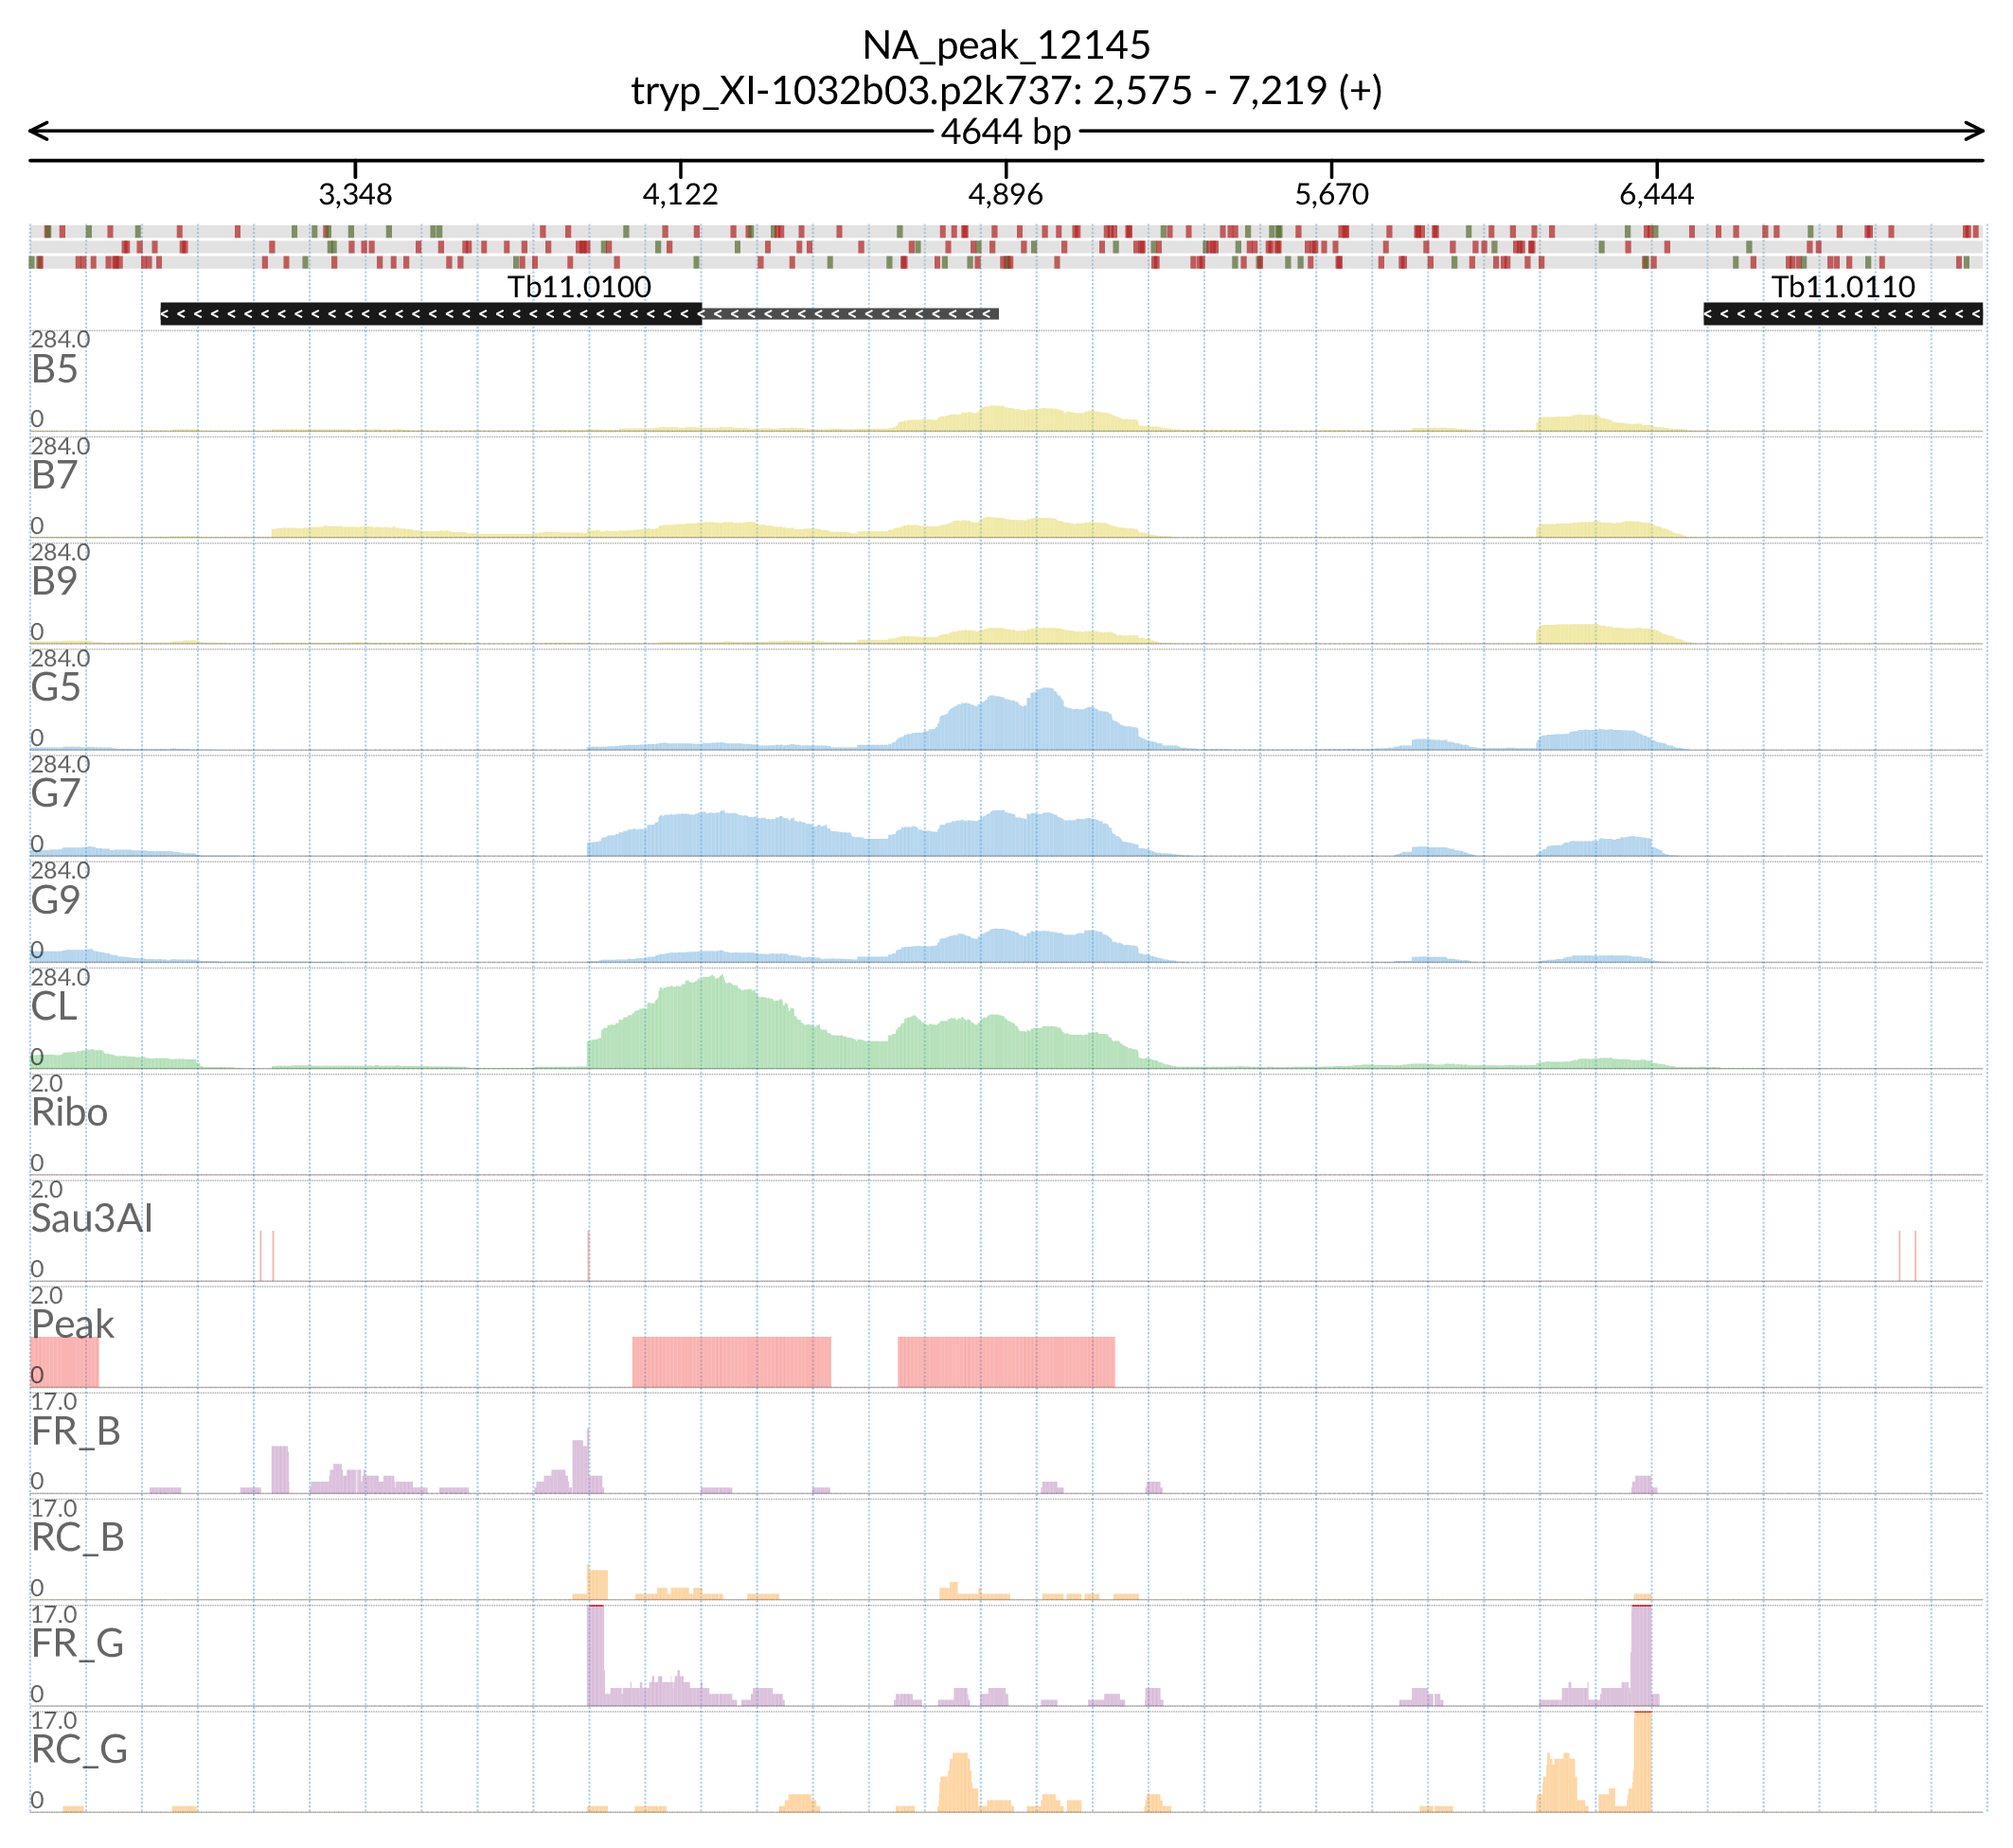 NA_peak_12145
tryp_XI-1032b03.p2k737: 2,575 - 7,219 (+)
4644 bp
3,348 4,122 4,896 5,670 6,444
Tb11.0100 Tb11.0110
284.0
B5
0
284.0
B7
0
284.0
B9
0
284.0
G5
0
284.0
G7
0
284.0
G9
0
284.0
CL
0
2.0
Ribo
0
2.0
Sau3AI
0
2.0
Peak
0
17.0
FR_B
0
17.0
RC_B
0
17.0
FR_G
0
17.0
RC_G
0